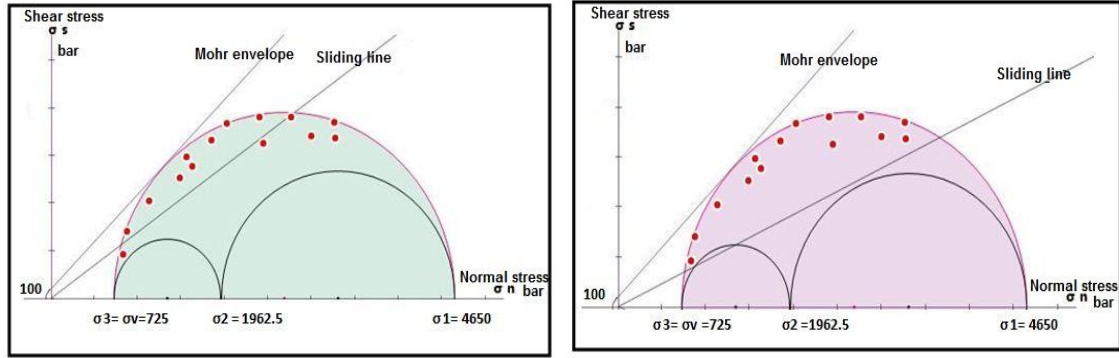 Shear stress
σ s
bar
Mohr envelope
Sliding line
100
Normal stress
σ n
bar
σ3= σv=725
σ2 =1962.5
σ1= 4650
Shear stress
σ s
bar
Mohr envelope
Sliding line
100
Normal stress
σ n
bar
σ3= σv =725
σ2=1962.5
σ1=4650